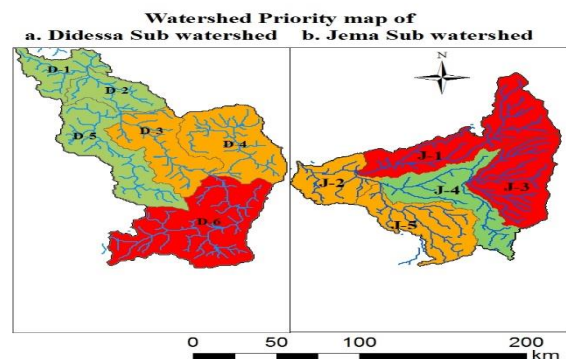 Watershed Priority map of
a. Didessa Sub watershed b. Jema Sub watershed
N
D-1
D-2
D-5
D-3
D-4
D-6
J-1
J-2
J-4
J-3
J-5
0 50 100 200
km